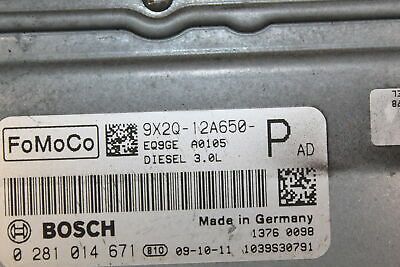 FoMoCo
9X2Q-12A650-
P AD
EQ9GE A0105
DIESEL 3.0L
BOSCH
Made in Germany
1376 0098
0 281 014 671 B10 09-10-11 1039S30791